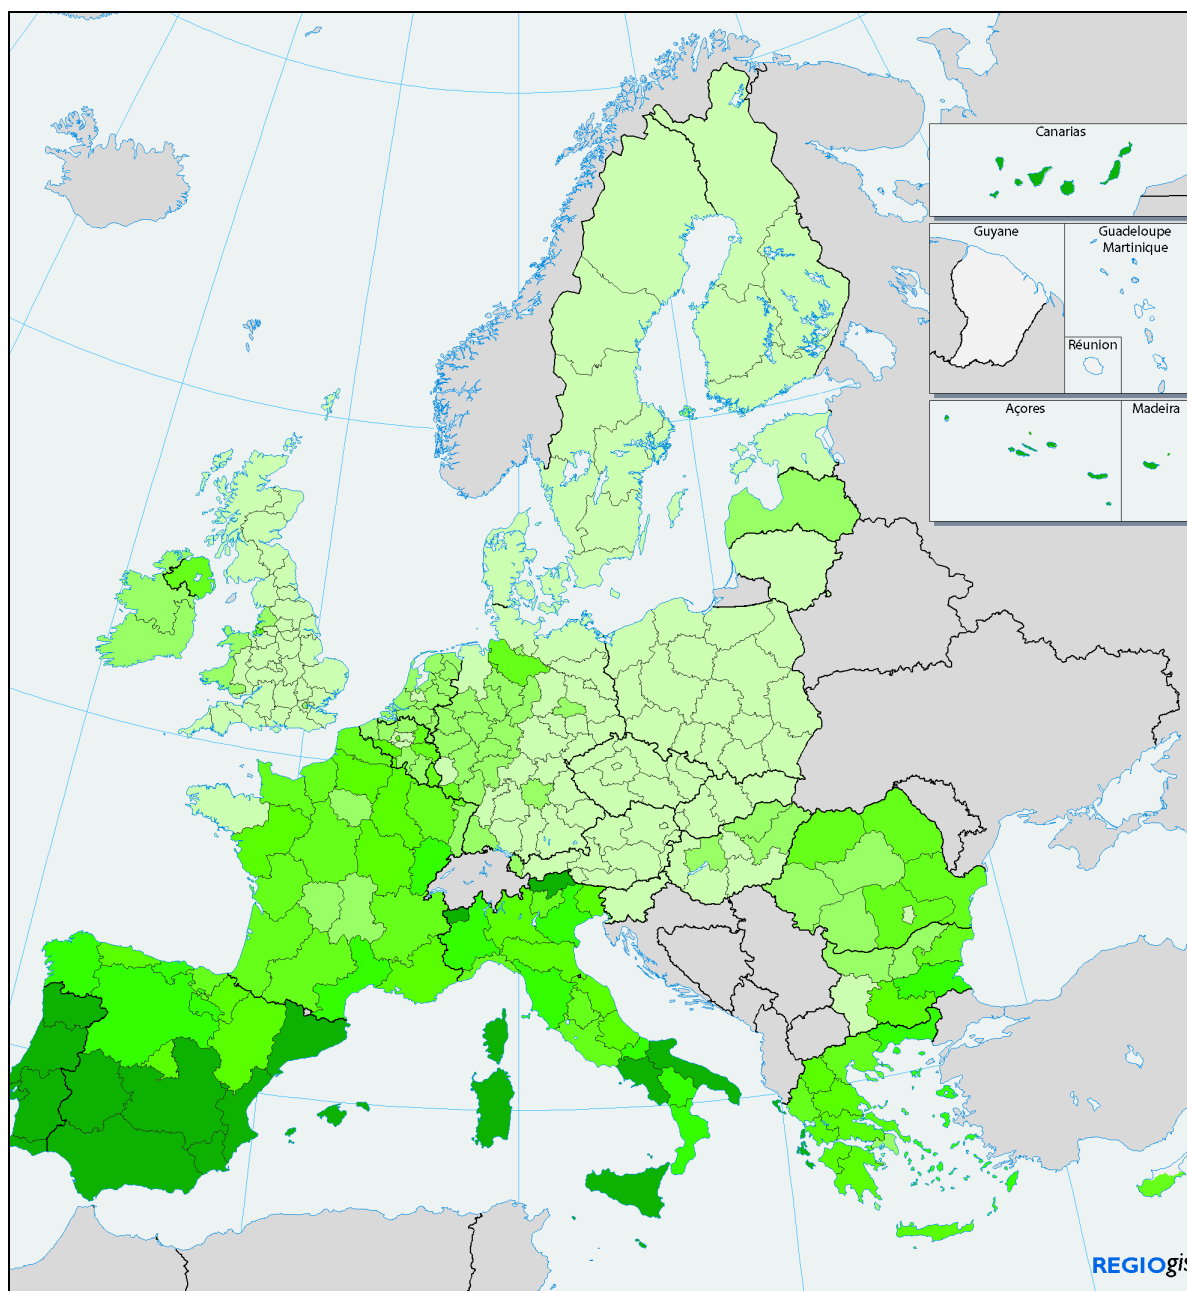 Canarias
Guyane
Guadeloupe
Martinique
Réunion
Açores
Madeira
REGIOgis